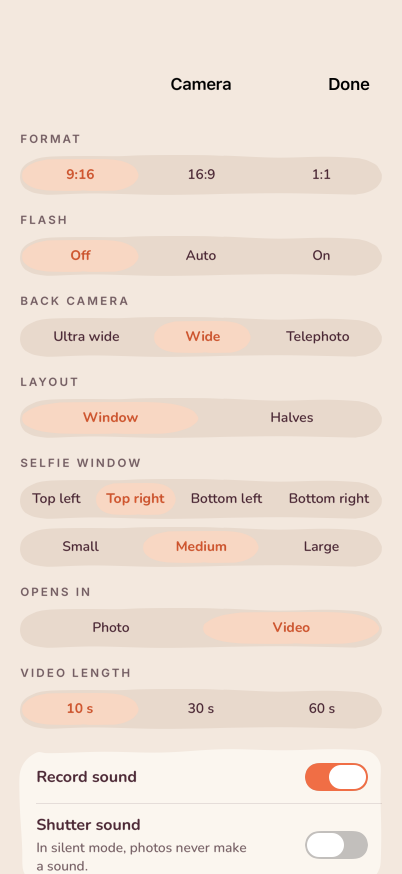 Camera Done
FORMAT
9:16 16:9 1:1
FLASH
Off Auto On
BACK CAMERA
Ultra wide Wide Telephoto
LAYOUT
Window Halves
SELFIE WINDOW
Top left Top right Bottom left Bottom right
Small Medium Large
OPENS IN
Photo Video
VIDEO LENGTH
10 s 30 s 60 s
Record sound
Shutter sound
In silent mode, photos never make
a sound.